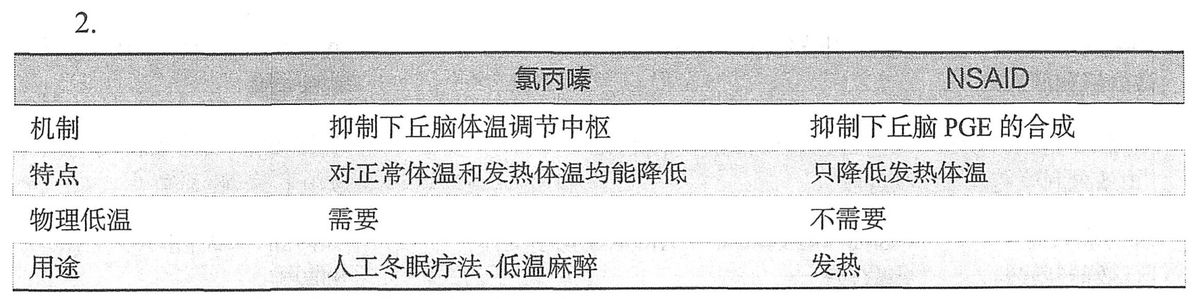 2.
氯丙嗪 NSAID
机制 抑制下丘脑体温调节中枢 抑制下丘脑 PGE 的合成
特点 对正常体温和发热体温均能降低 只降低发热体温
物理低温 需要 不需要
用途 人工冬眠疗法、低温麻醉 发热